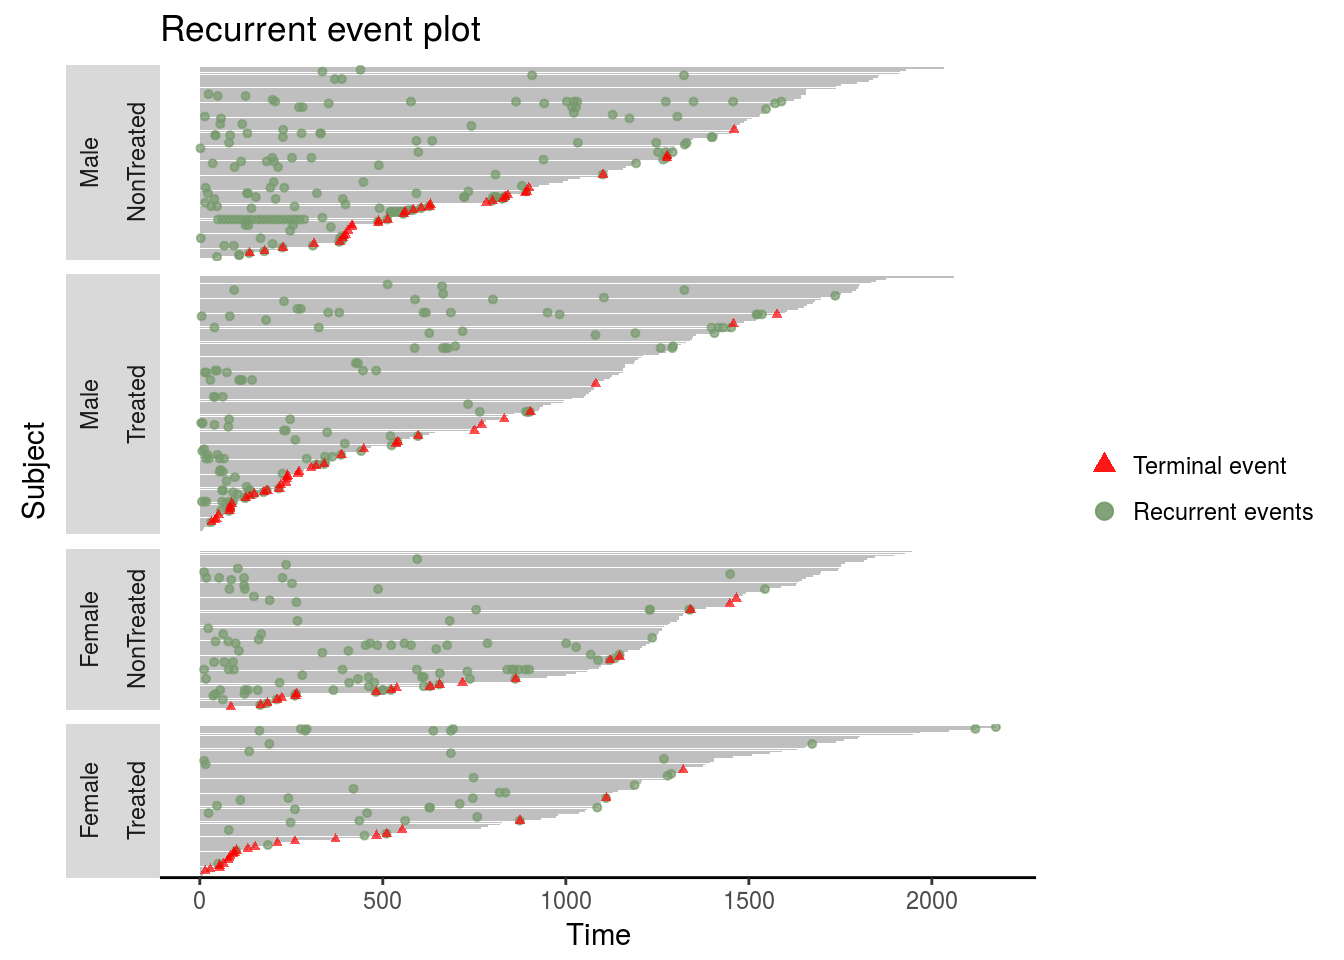 Recurrent event plot
Subject
Male
NonTreated
Male
Treated
Female
NonTreated
Female
Treated
Terminal event
Recurrent events
0 500 1000 1500 2000
Time